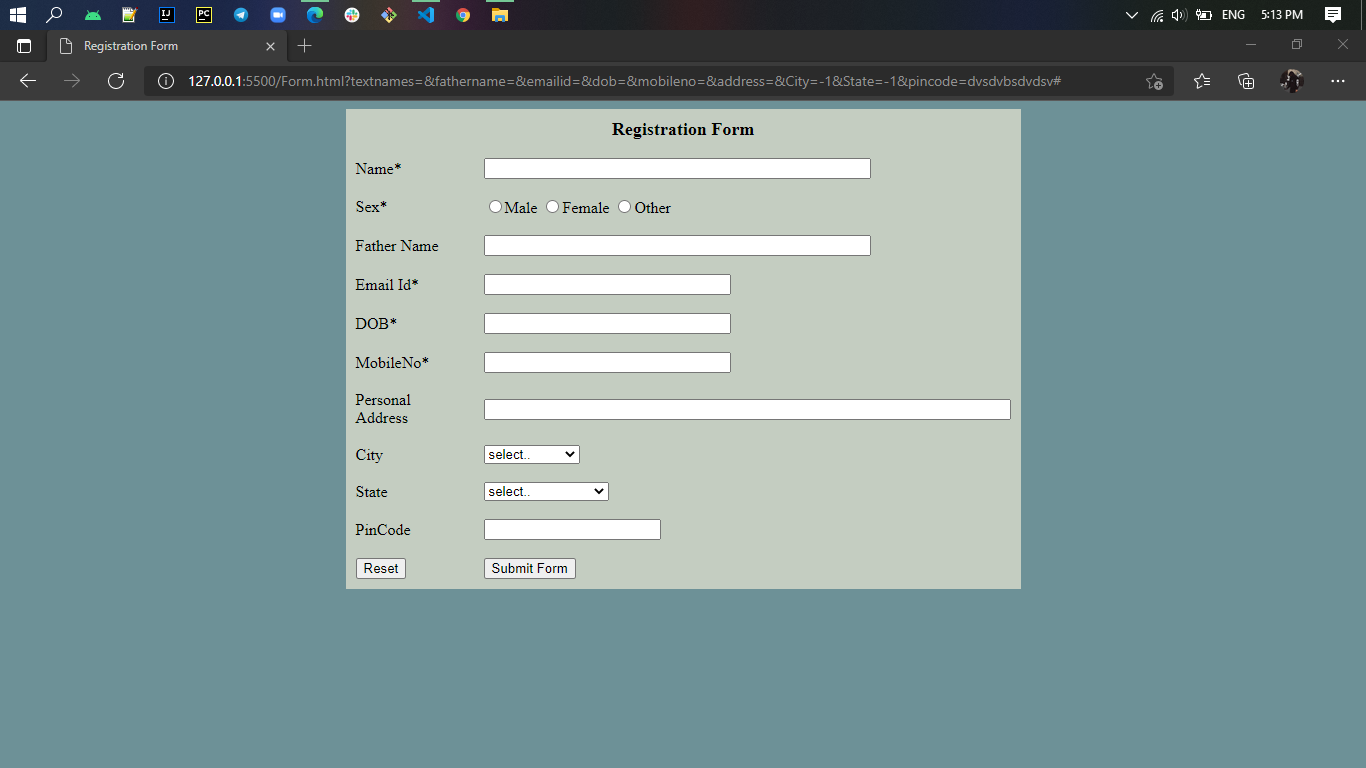 IJ PC ENG 5:13 PM
Registration Form
127.0.0.1:5500/Form.html?textnames=&fathername=&emailid=&dob=&mobileno=&address=&City=-1&State=-1&pincode=dvsdvbsdvdsv#
Registration Form
Name*
Sex* Male Female Other
Father Name
Email Id*
DOB*
MobileNo*
Personal
Address
City select..
State select..
PinCode
Reset Submit Form